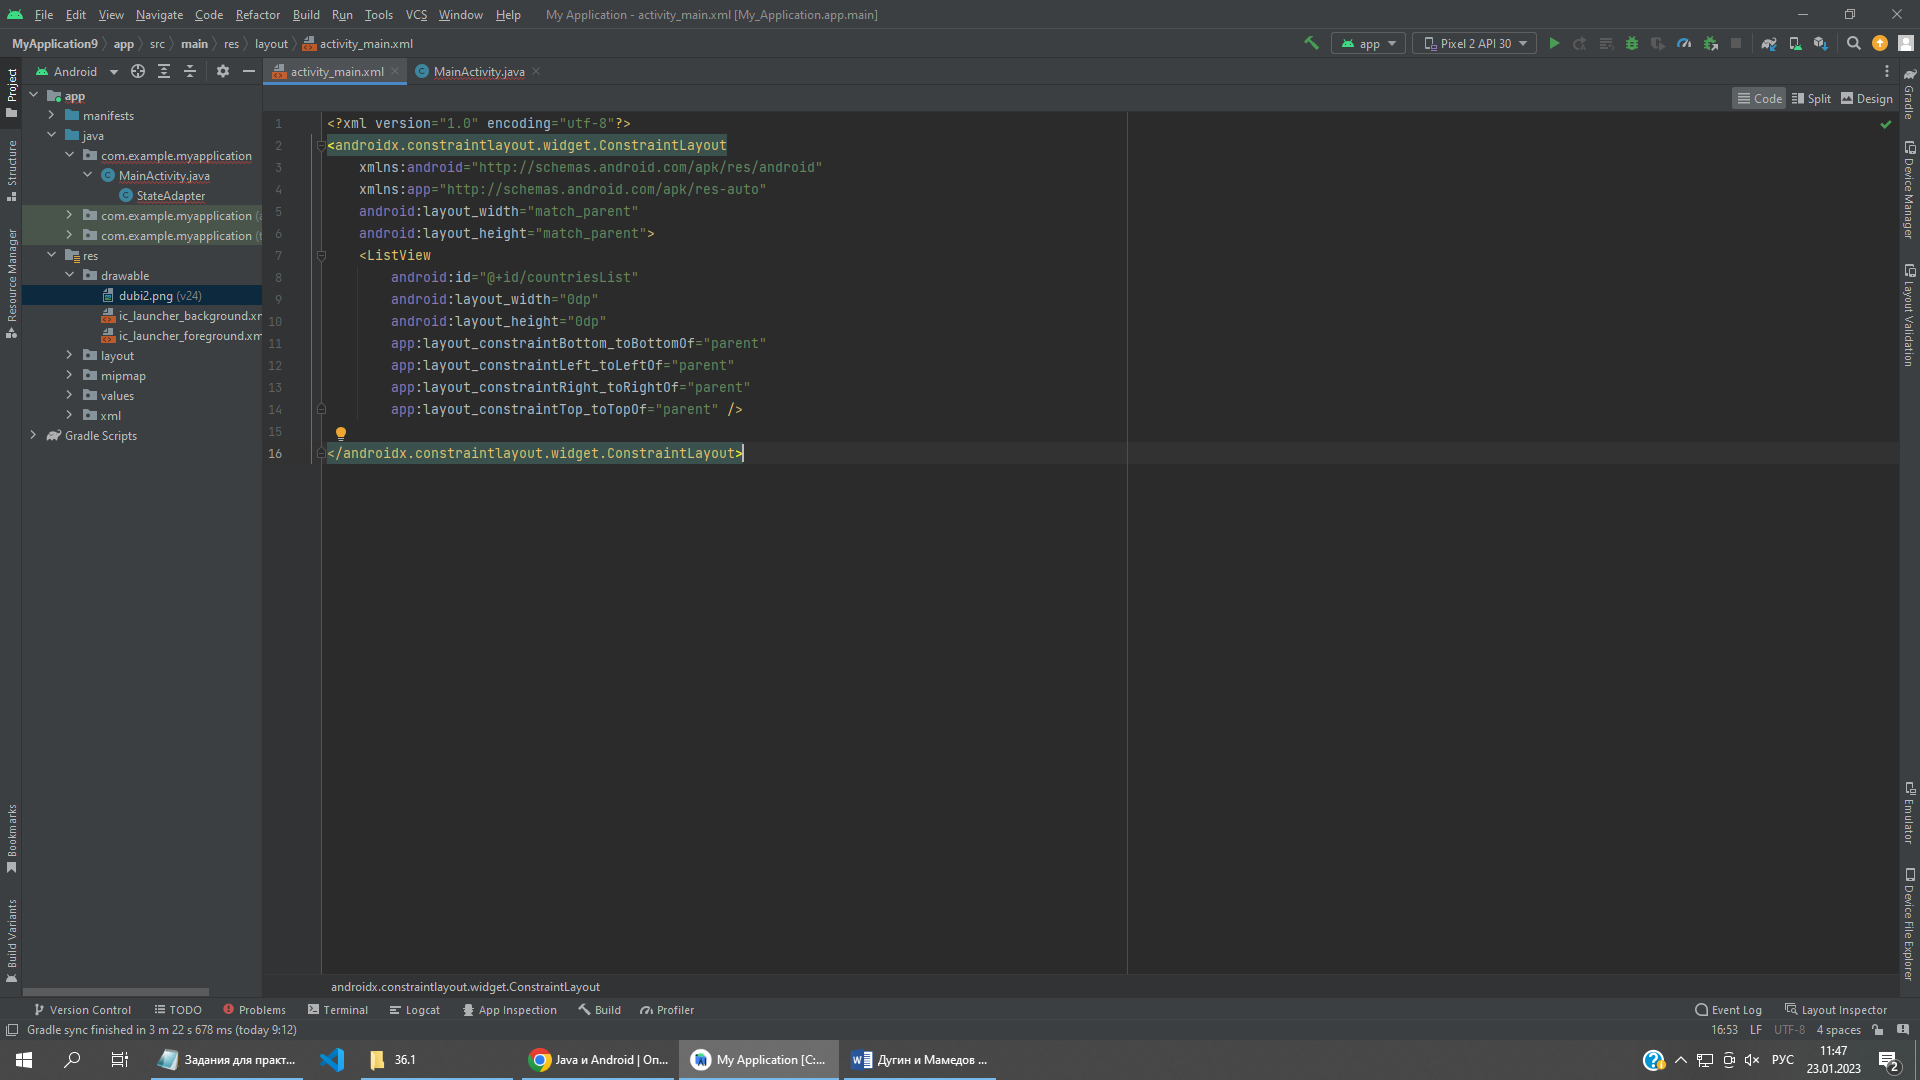 File Edit View Navigate Code Refactor Build Run Tools VCS Window Help My Application - activity_main.xml [My_Application.app.main]
MyApplication9 app src main res layout activity_main.xml app Pixel 2 API 30
Android activity_main.xml MainActivity.java
Code Split Design
Project
Structure
Resource Manager
Bookmarks
Build Variants
app
manifests
java
com.example.myapplication
MainActivity.java
StateAdapter
com.example.myapplication (
com.example.myapplication (
res
drawable
dubi2.png (v24)
ic_launcher_background.x
ic_launcher_foreground.xm
layout
mipmap
values
xml
Gradle Scripts
1 <?xml version="1.0" encoding="utf-8"?>
2 <androidx.constraintlayout.widget.ConstraintLayout
3 xmlns:android="http://schemas.android.com/apk/res/android"
4 xmlns:app="http://schemas.android.com/apk/res-auto"
5 android:layout_width="match_parent"
6 android:layout_height="match_parent">
7 <ListView
8 android:id="@+id/countriesList"
9 android:layout_width="0dp"
10 android:layout_height="0dp"
11 app:layout_constraintBottom_toBottomOf="parent"
12 app:layout_constraintLeft_toLeftOf="parent"
13 app:layout_constraintRight_toRightOf="parent"
14 app:layout_constraintTop_toTopOf="parent" />
15
16 </androidx.constraintlayout.widget.ConstraintLayout>
Gradle
Device Manager
Layout Validation
Emulator
Device File Explorer
androidx.constraintlayout.widget.ConstraintLayout
Version Control TODO Problems Terminal Logcat App Inspection Build Profiler Event Log Layout Inspector
Gradle sync finished in 3 m 22 s 678 ms (today 9:12) 16:53 LF UTF-8 4 spaces
Задания для практ... 36.1 Java и Android | Оп... My Application [C:... Дугин и Мамедов ... РУС 11:47
23.01.2023 2